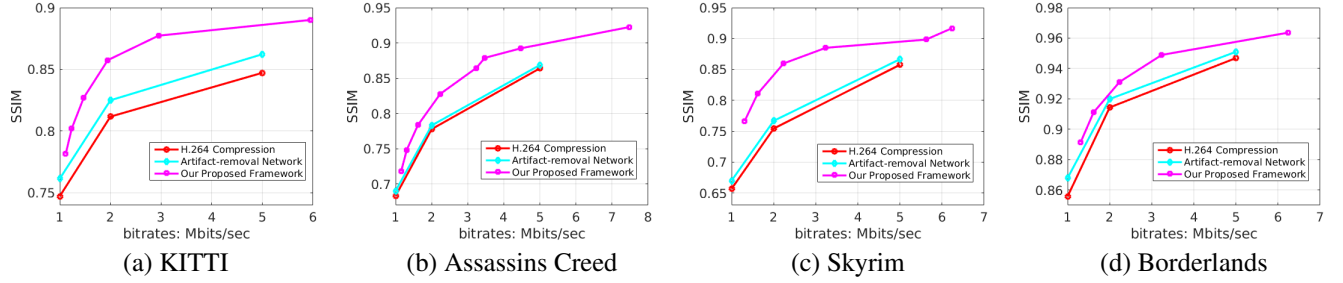 0.9
0.85
0.8
0.75
SSIM
1 2 3 4 5 6
bitrates: Mbits/sec
H.264 Compression
Artifact-removal Network
Our Proposed Framework
(a) KITTI
0.95
0.9
0.85
0.8
0.75
0.7
SSIM
1 2 3 4 5 6 7 8
bitrates: Mbits/sec
H.264 Compression
Artifact-removal Network
Our Proposed Framework
(b) Assassins Creed
0.95
0.9
0.85
0.8
0.75
0.7
0.65
SSIM
1 2 3 4 5 6 7
bitrates: Mbits/sec
H.264 Compression
Artifact-removal Network
Our Proposed Framework
(c) Skyrim
0.98
0.96
0.94
0.92
0.9
0.88
0.86
SSIM
1 2 3 4 5 6 7
bitrates: Mbits/sec
H.264 Compression
Artifact-removal Network
Our Proposed Framework
(d) Borderlands